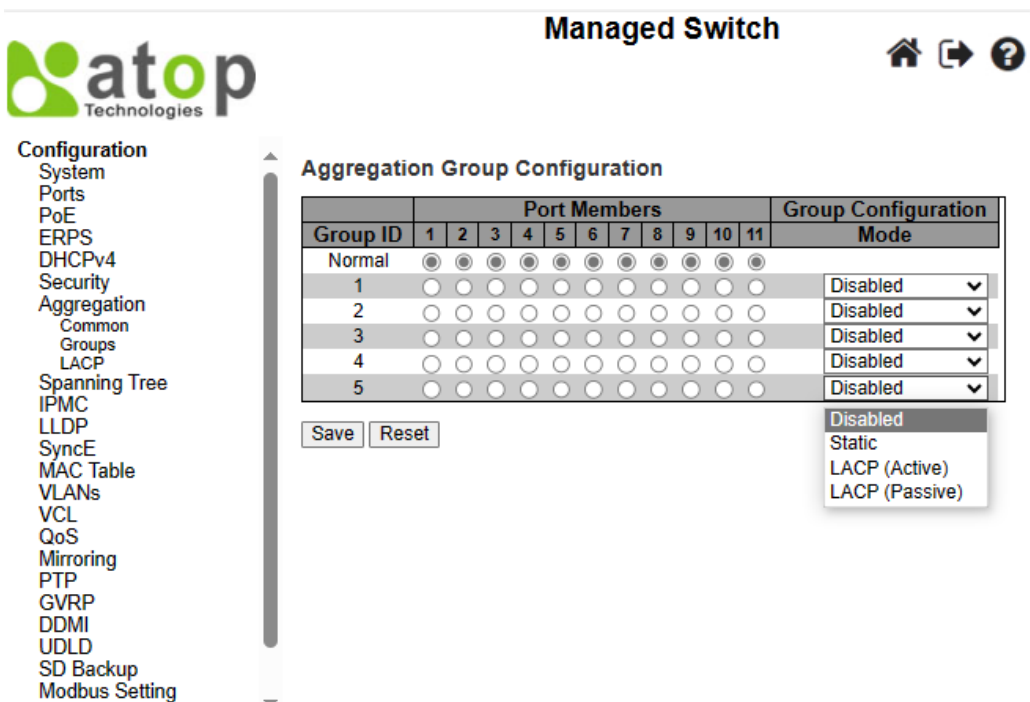 Managed Switch
atop
Technologies
Configuration
System
Ports
PoE
ERPS
DHCPv4
Security
Aggregation
Common
Groups
LACP
Spanning Tree
IPMC
LLDP
SyncE
MAC Table
VLANs
VCL
QoS
Mirroring
PTP
GVRP
DDMI
UDLD
SD Backup
Modbus Setting
Aggregation Group Configuration
Port Members Group Configuration
Group ID 1 2 3 4 5 6 7 8 9 10 11 Mode
Normal
1 Disabled
2 Disabled
3 Disabled
4 Disabled
5 Disabled
Disabled
Static
LACP (Active)
LACP (Passive)
Save Reset